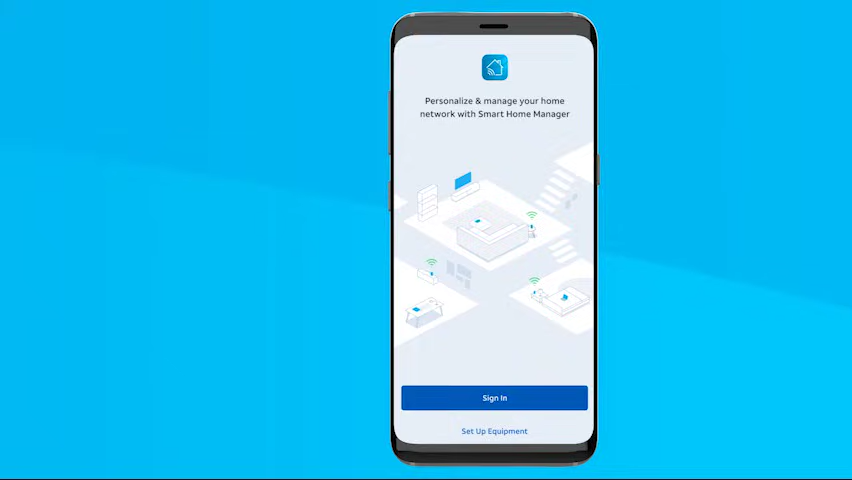 Personalize & manage your home
network with Smart Home Manager
Sign In
Set Up Equipment